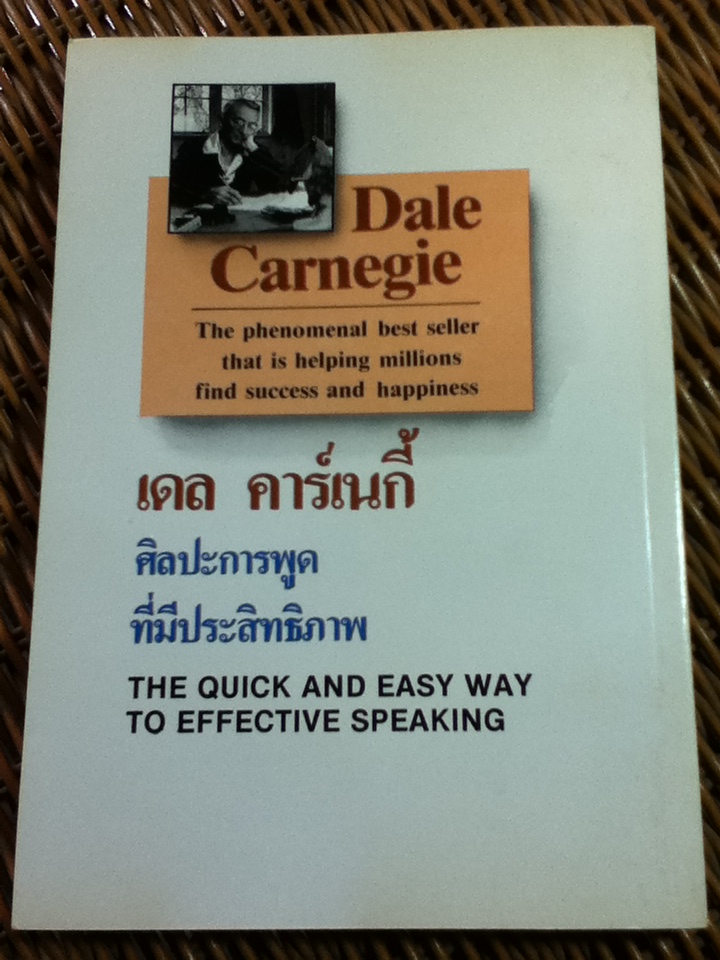 Dale
Carnegie
The phenomenal best seller
that is helping millions
find success and happiness
เดล คาร์เนกี้
ศิลปะการพูด
ที่มีประสิทธิภาพ
THE QUICK AND EASY WAY
TO EFFECTIVE SPEAKING